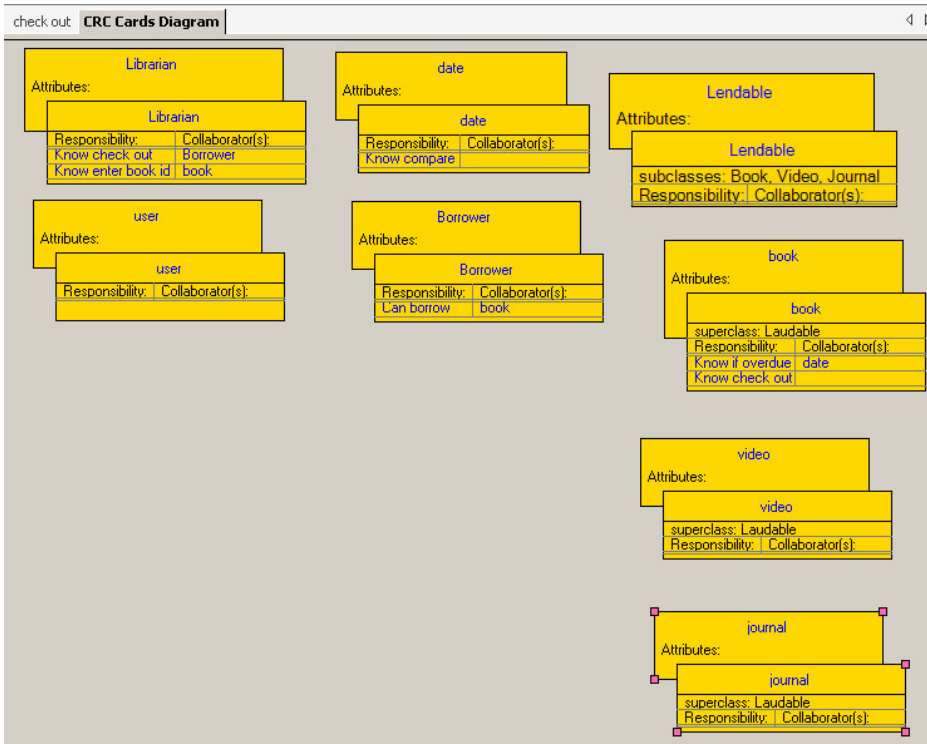 check out CRC Cards Diagram
Librarian
Attributes:
Librarian
Responsibility: Collaborator(s):
Know check out Borrower
Know enter book id book
date
Attributes:
date
Responsibility: Collaborator(s):
Know compare
Lendable
Attributes:
Lendable
subclasses: Book, Video, Journal
Responsibility: Collaborator(s):
user
Attributes:
user
Responsibility: Collaborator(s):
Borrower
Attributes:
Borrower
Responsibility: Collaborator(s):
Can borrow book
book
Attributes:
book
superclass: Laudable
Responsibility: Collaborator(s):
Know if overdue date
Know check out
video
Attributes:
video
superclass: Laudable
Responsibility: Collaborator(s):
journal
Attributes:
journal
superclass: Laudable
Responsibility: Collaborator(s):